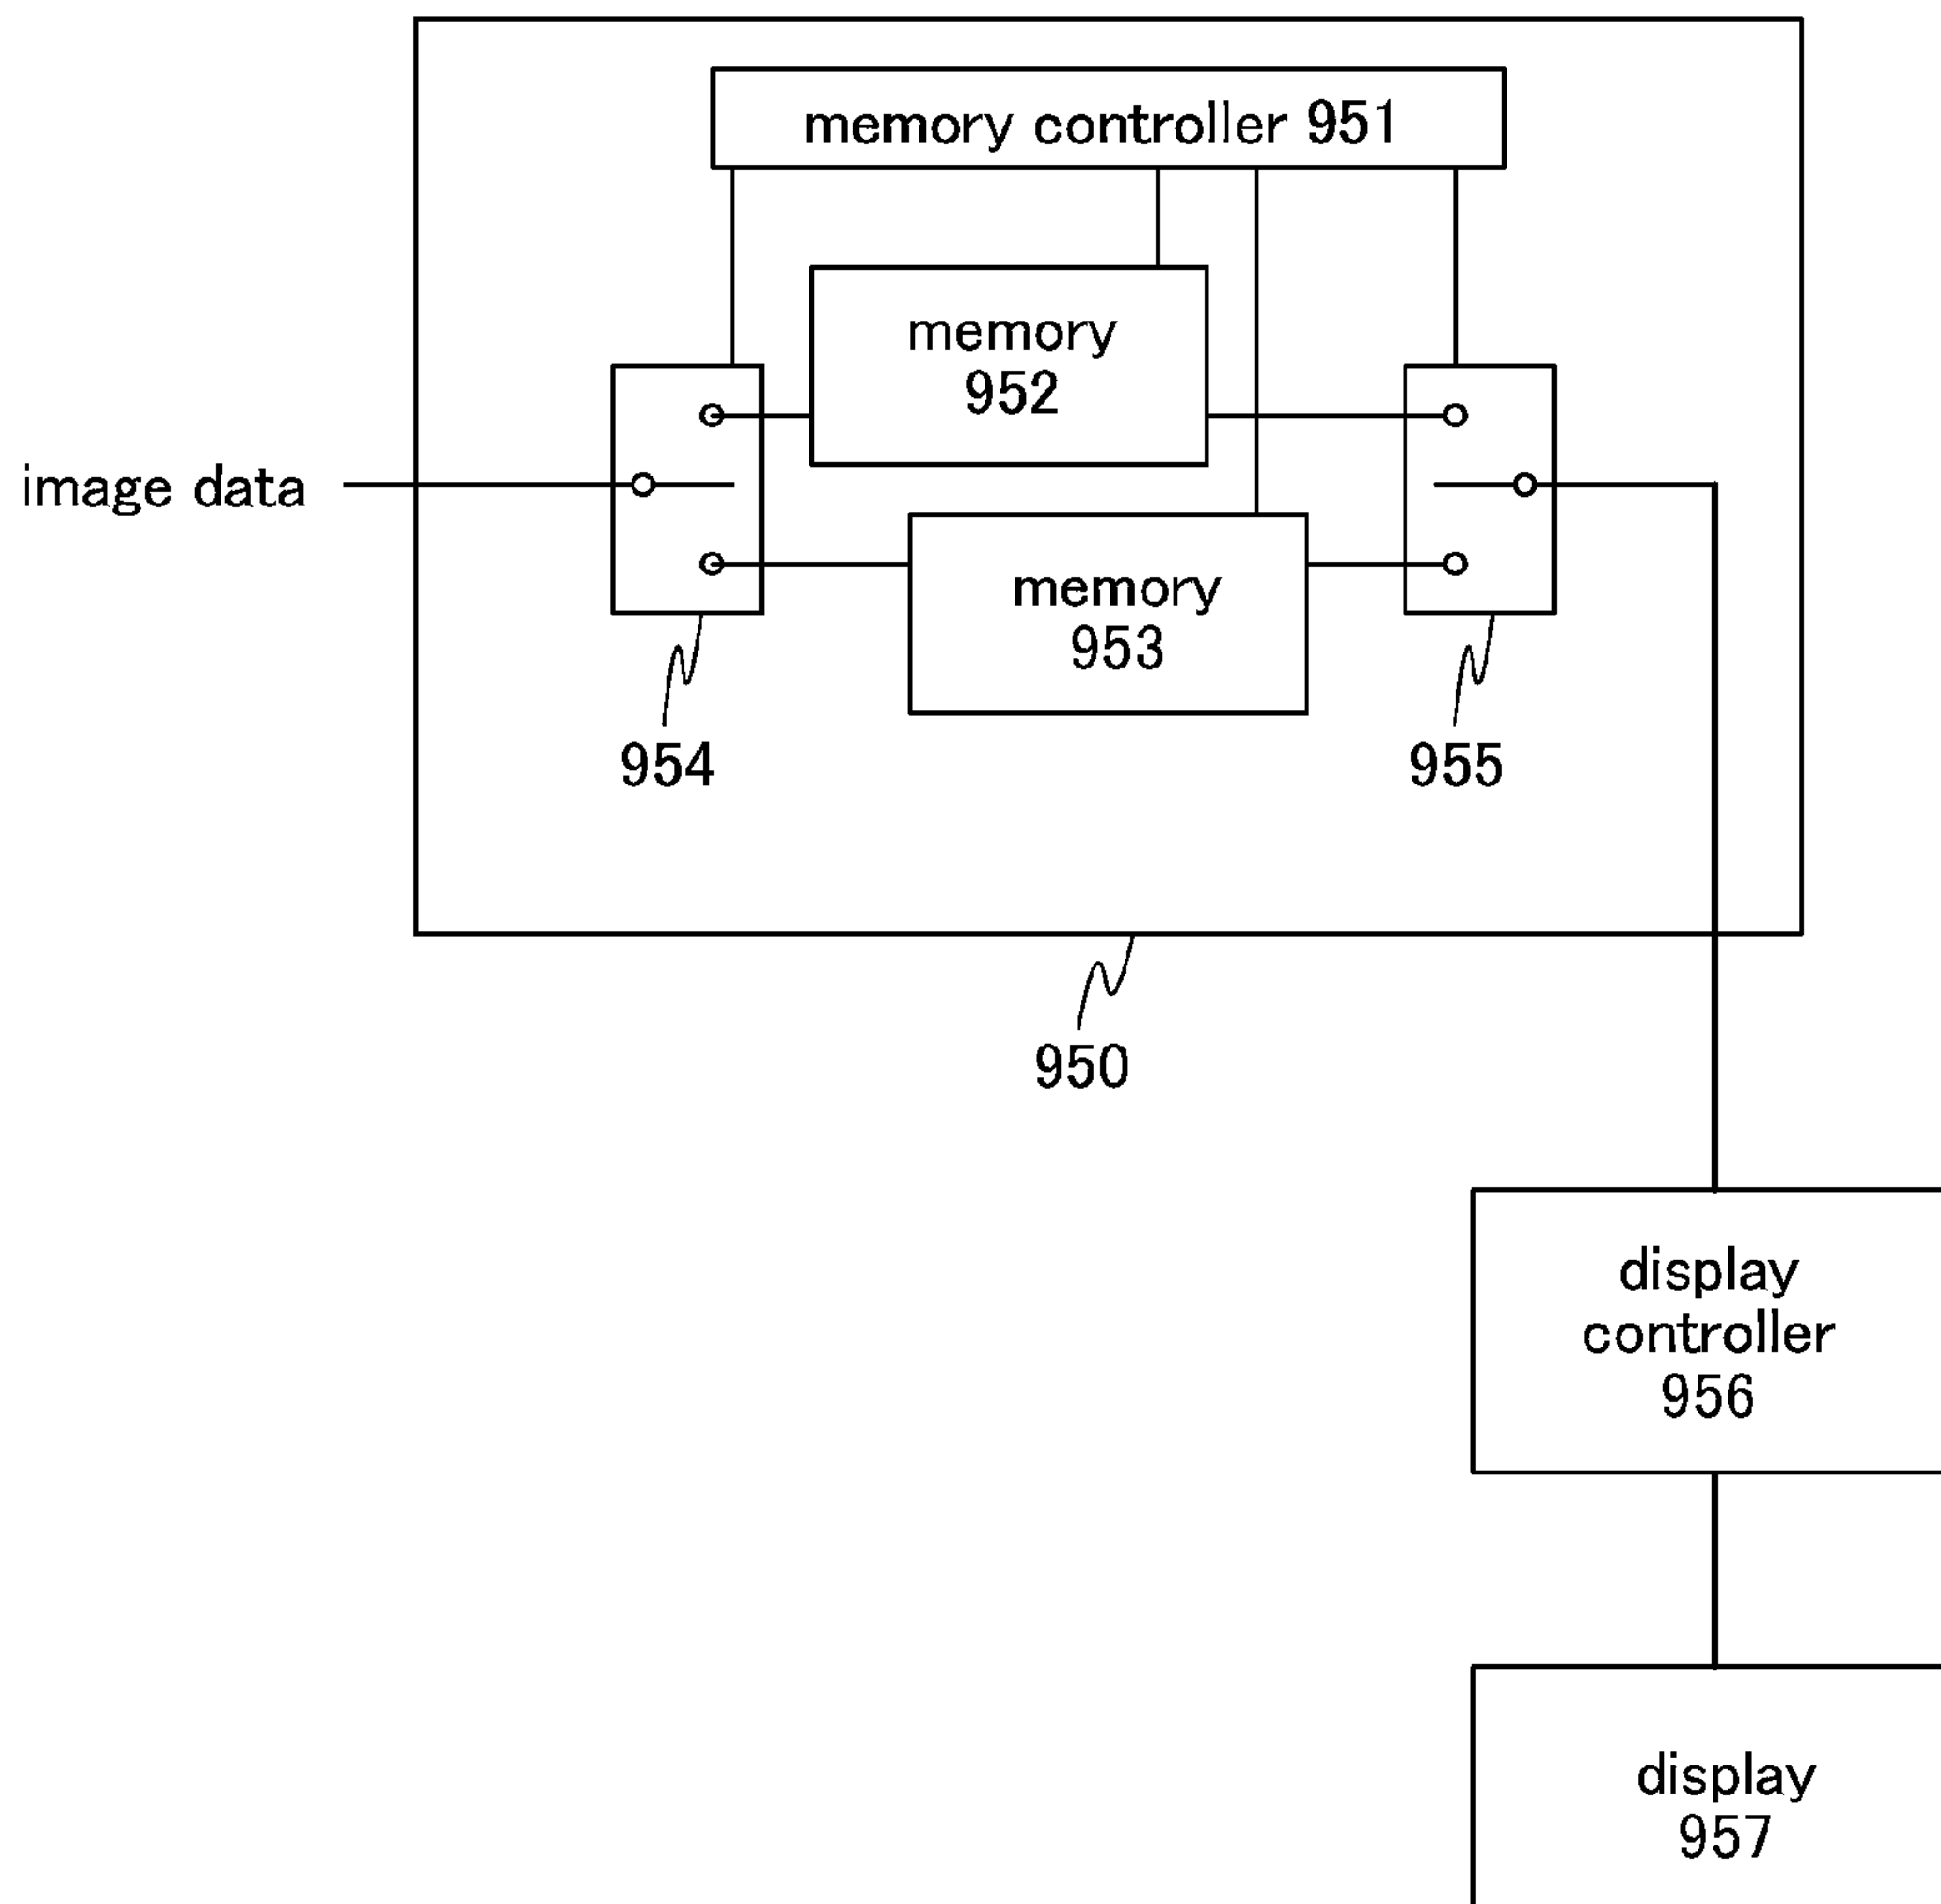 memory controller 951
memory
952
image data
memory
953
954
955
950
display
controller
956
display
957